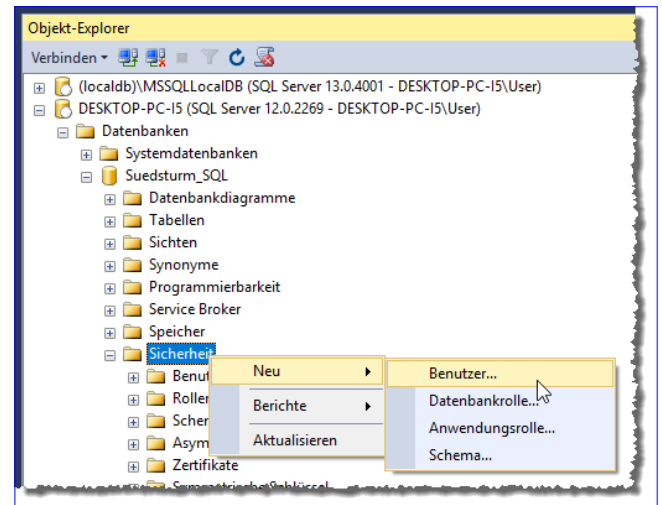 Objekt-Explorer
Verbinden
(localdb)\MSSQLLocalDB (SQL Server 13.0.4001 - DESKTOP-PC-I5\User)
DESKTOP-PC-I5 (SQL Server 12.0.2269 - DESKTOP-PC-I5\User)
Datenbanken
Systemdatenbanken
Suedsturm_SQL
Datenbankdiagramme
Tabellen
Sichten
Synonyme
Programmierbarkeit
Service Broker
Speicher
Sicherheit
Neu
Benutzer...
Berichte
Datenbankrolle...
Anwendungsrolle...
Aktualisieren
Schema...
Zertifikate